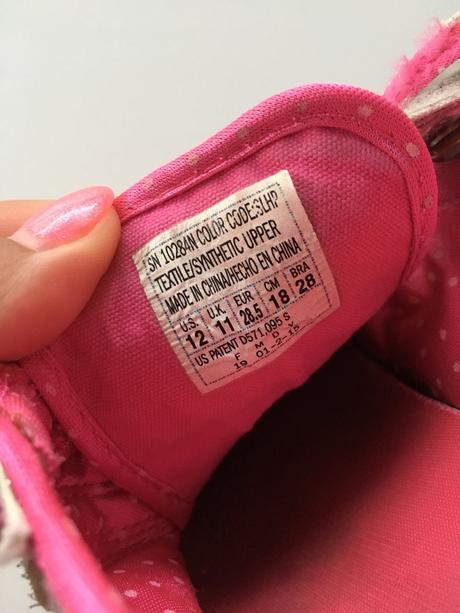 SN 10284N COLOR CODE:SLHP
TEXTILE/SYNTHETIC UPPER
MADE IN CHINA/HECHO EN CHINA
U.S. U.K. EUR CM BRA
12 11 28.5 18 28
US PATENT D571,095 S
F M D Y
19 01-2-15